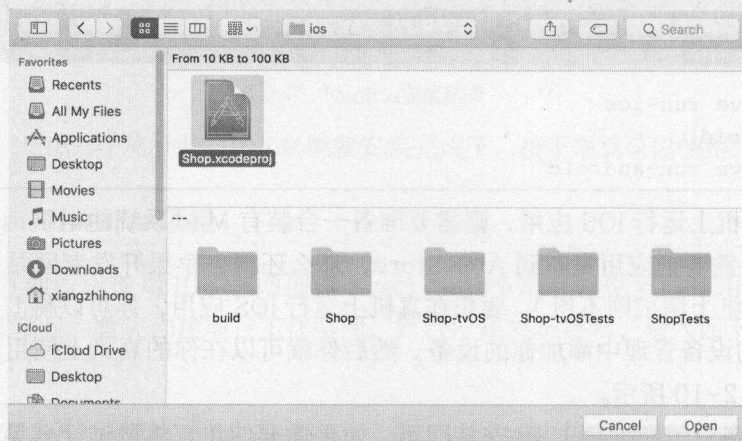 ios
Search
Favorites
From 10 KB to 100 KB
Recents
All My Files
Applications
Desktop
Movies
Music
Pictures
Downloads
xiangzhihong
iCloud
iCloud Drive
Desktop
Documents
Shop.xcodeproj
build
Shop
Shop-tvOS
Shop-tvOSTests
ShopTests
Cancel
Open